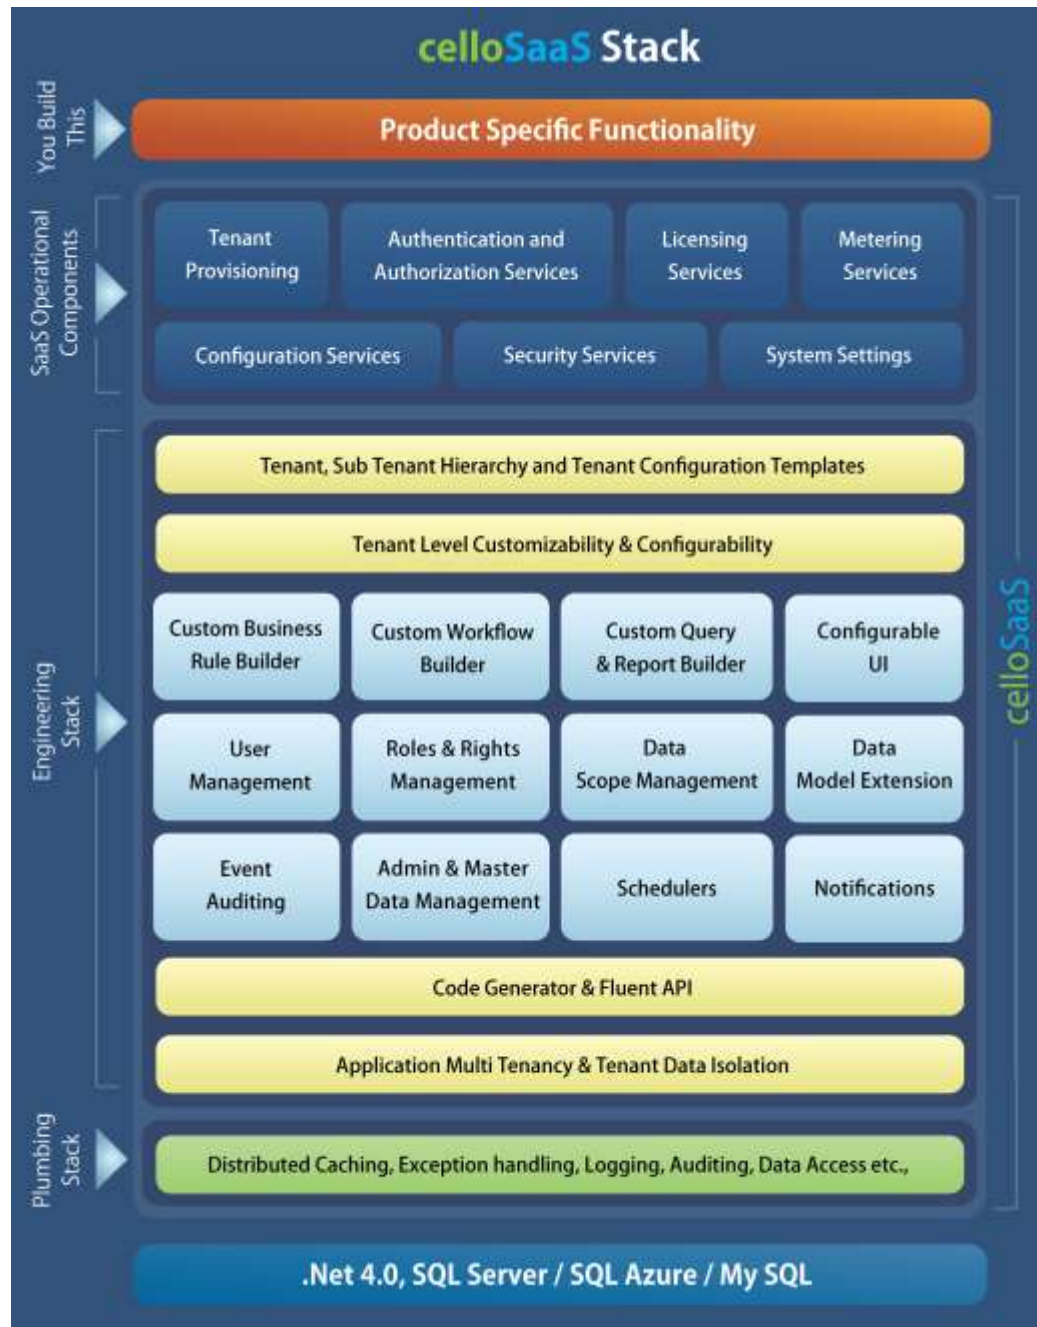 celloSaaS Stack
You Build
This
Product Specific Functionality
SaaS Operational
Components
Tenant
Provisioning
Authentication and
Authorization Services
Licensing
Services
Metering
Services
Configuration Services
Security Services
System Settings
Engineering
Stack
Tenant, Sub Tenant Hierarchy and Tenant Configuration Templates
Tenant Level Customizability & Configurability
Custom Business
Rule Builder
Custom Workflow
Builder
Custom Query
& Report Builder
Configurable
UI
User
Management
Roles & Rights
Management
Data
Scope Management
Data
Model Extension
Event
Auditing
Admin & Master
Data Management
Schedulers
Notifications
Code Generator & Fluent API
Application Multi Tenancy & Tenant Data Isolation
celloSaaS
Plumbing
Stack
Distributed Caching, Exception handling, Logging, Auditing, Data Access etc.,
.Net 4.0, SQL Server / SQL Azure / My SQL